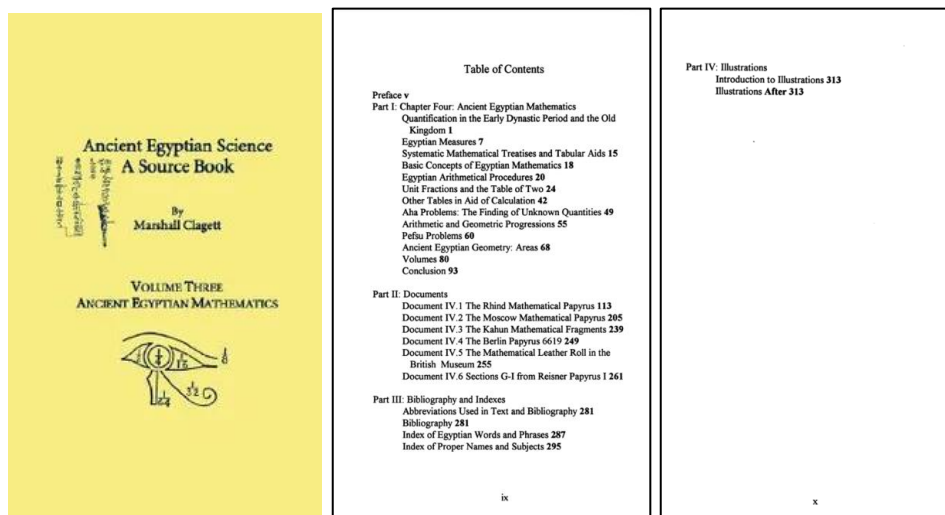 Ancient Egyptian Science
A Source Book
By
Marshall Clagett
VOLUME THREE
ANCIENT EGYPTIAN MATHEMATICS
Table of Contents
Preface v
Part I: Chapter Four: Ancient Egyptian Mathematics
Quantification in the Early Dynastic Period and the Old
Kingdom 1
Egyptian Measures 7
Systematic Mathematical Treatises and Tabular Aids 15
Basic Concepts of Egyptian Mathematics 18
Egyptian Arithmetical Procedures 20
Unit Fractions and the Table of Two 24
Other Tables in Aid of Calculation 42
Aha Problems: The Finding of Unknown Quantities 49
Arithmetic and Geometric Progressions 55
Pefsu Problems 60
Ancient Egyptian Geometry: Areas 68
Volumes 80
Conclusion 93
Part II: Documents
Document IV.1 The Rhind Mathematical Papyrus 113
Document IV.2 The Moscow Mathematical Papyrus 205
Document IV.3 The Kahun Mathematical Fragments 239
Document IV.4 The Berlin Papyrus 6619 249
Document IV.5 The Mathematical Leather Roll in the
British Museum 255
Document IV.6 Sections G-I from Reisner Papyrus I 261
Part III: Bibliography and Indexes
Abbreviations Used in Text and Bibliography 281
Bibliography 281
Index of Egyptian Words and Phrases 287
Index of Proper Names and Subjects 295
ix
Part IV: Illustrations
Introduction to Illustrations 313
Illustrations After 313
x